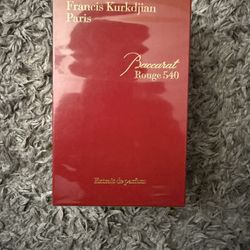 Francis Kurkdjian
Paris
Baccarat
Rouge 540
Extrait de parfum